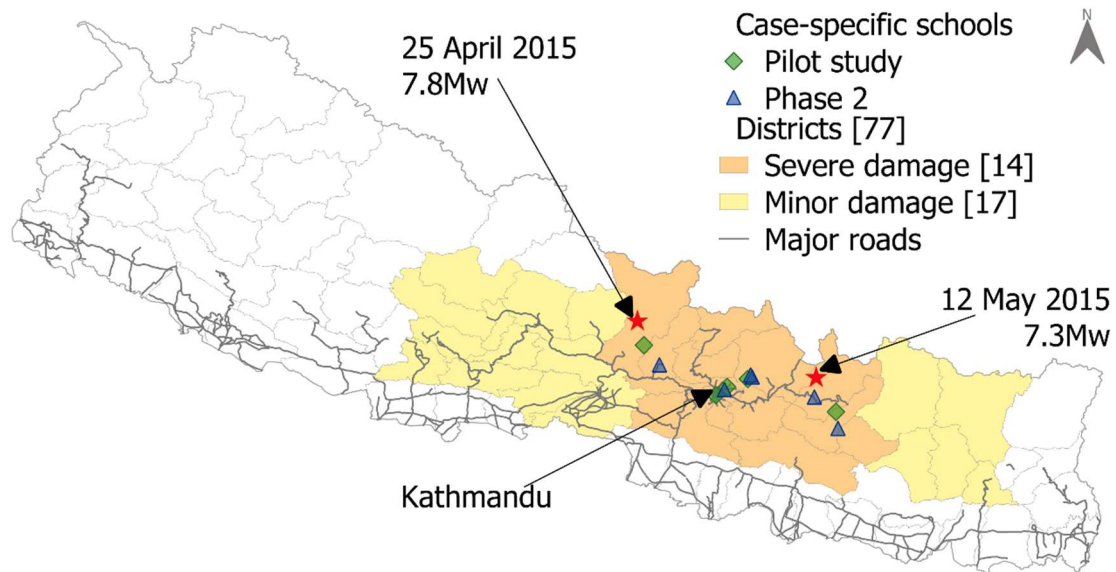 Case-specific schools
Pilot study
Phase 2
Districts [77]
Severe damage [14]
Minor damage [17]
Major roads
N
25 April 2015
7.8Mw
12 May 2015
7.3Mw
Kathmandu